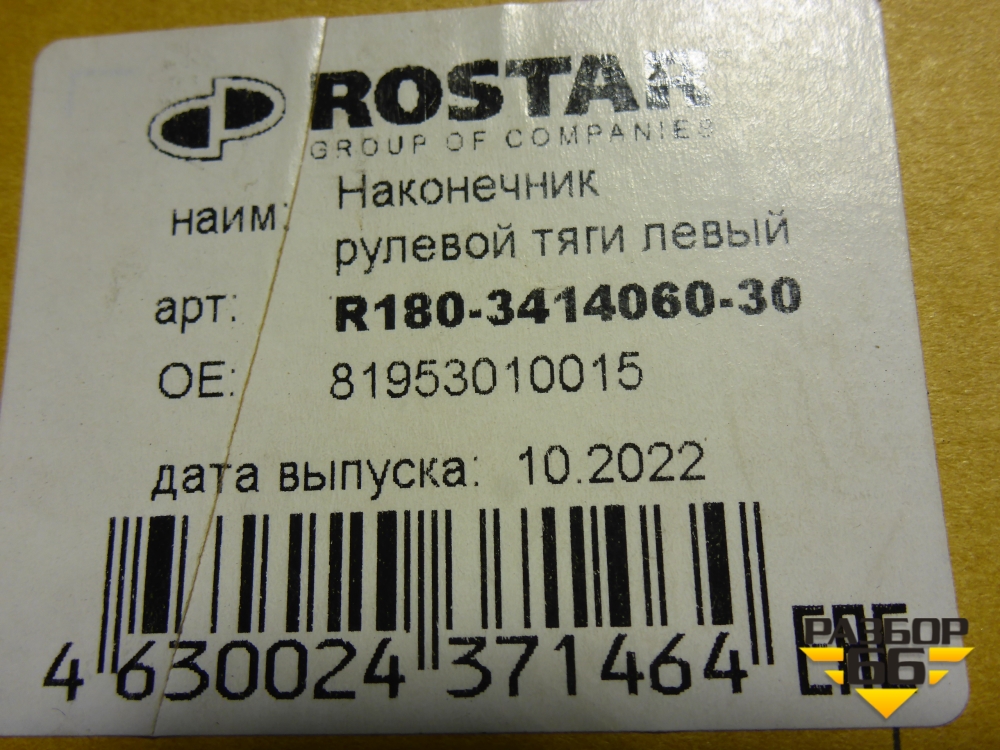 ROSTAR
GROUP OF COMPANIES
наим: Наконечник
рулевой тяги левый
арт: R180-3414060-30
OE: 81953010015
дата выпуска: 10.2022
4 630024 371464
EAC
РАЗБОР
66